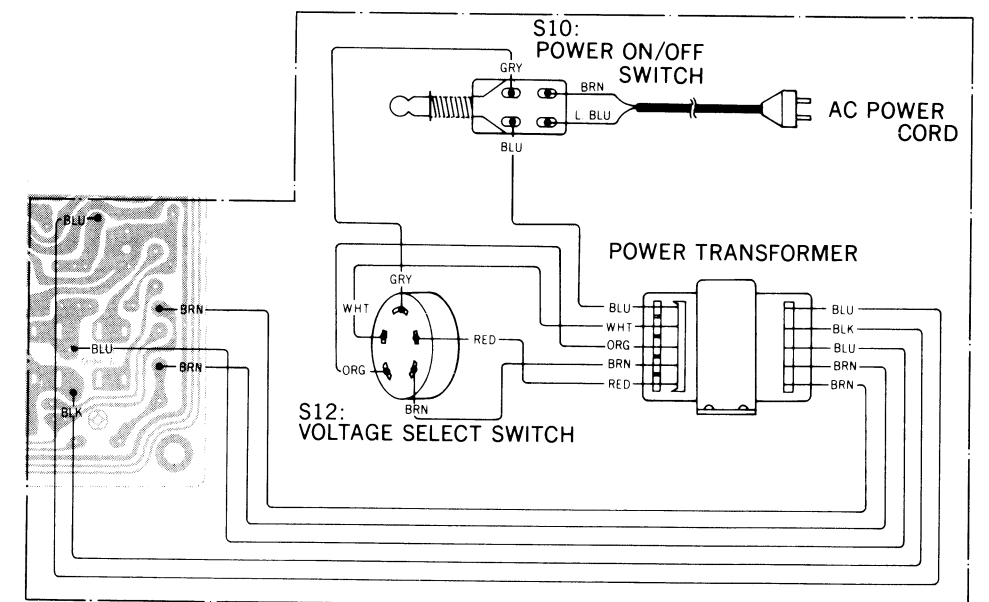 S10:
POWER ON/OFF
SWITCH
GRY
BRN
L. BLU
BLU
AC POWER
CORD
BLU
BRN
BLU
BRN
BLK
GRY
WHT
RED
ORG
BRN
S12:
VOLTAGE SELECT SWITCH
POWER TRANSFORMER
BLU
WHT
ORG
BRN
RED
BLU
BLK
BLU
BRN
BRN